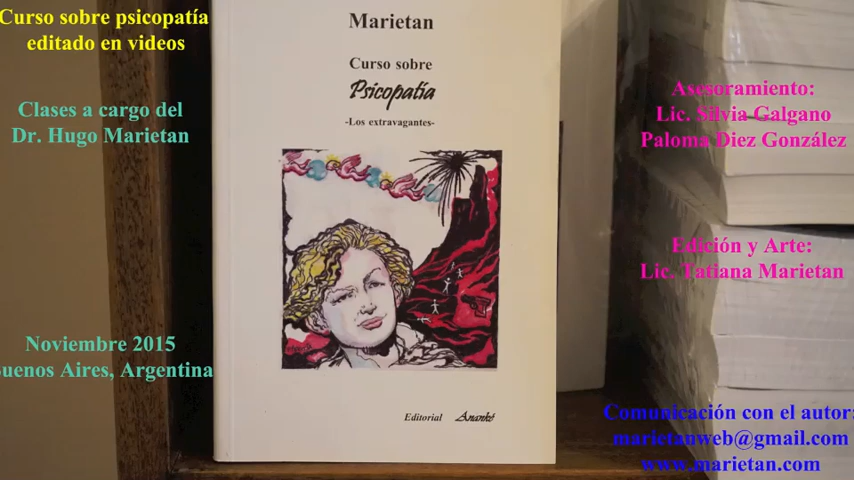 Curso sobre psicopatía
editado en videos
Clases a cargo del
Dr. Hugo Marietan
Noviembre 2015
uenos Aires, Argentina
Marietan
Curso sobre
Psicopatía
-Los extravagantes-
Editorial Ananké
Asesoramiento:
Lic. Silvia Galgano
Paloma Diez González
Edición y Arte:
Lic. Tatiana Marietan
Comunicación con el autor:
marietanweb@gmail.com
www.marietan.com